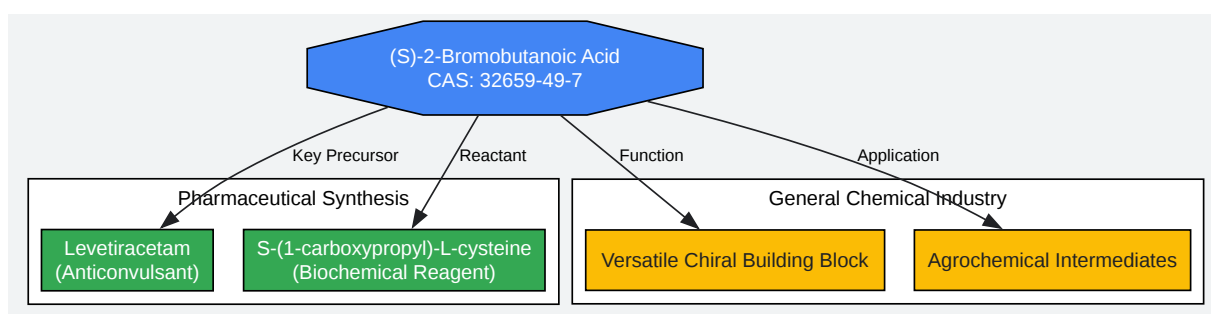 (S)-2-Bromobutanoic Acid
CAS: 32659-49-7
Key Precursor
Reactant
Function
Application
Pharmaceutical Synthesis
General Chemical Industry
Levetiracetam
(Anticonvulsant)
S-(1-carboxypropyl)-L-cysteine
(Biochemical Reagent)
Versatile Chiral Building Block
Agrochemical Intermediates